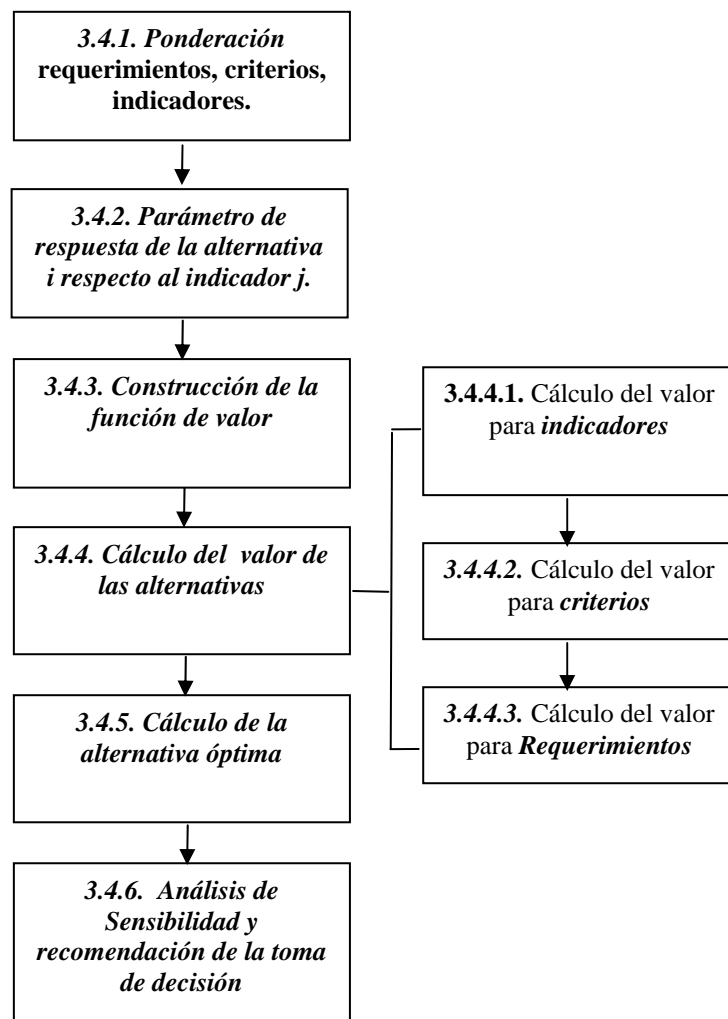 3.4.1. Ponderación
requerimientos, criterios,
indicadores.
3.4.2. Parámetro de
respuesta de la alternativa
i respecto al indicador j.
3.4.3. Construcción de la
función de valor
3.4.4. Cálculo del valor de
las alternativas
3.4.4.1. Cálculo del valor
para indicadores
3.4.4.2. Cálculo del valor
para criterios
3.4.4.3. Cálculo del valor
para Requerimientos
3.4.5. Cálculo de la
alternativa óptima
3.4.6. Análisis de
Sensibilidad y
recomendación de la toma
de decisión